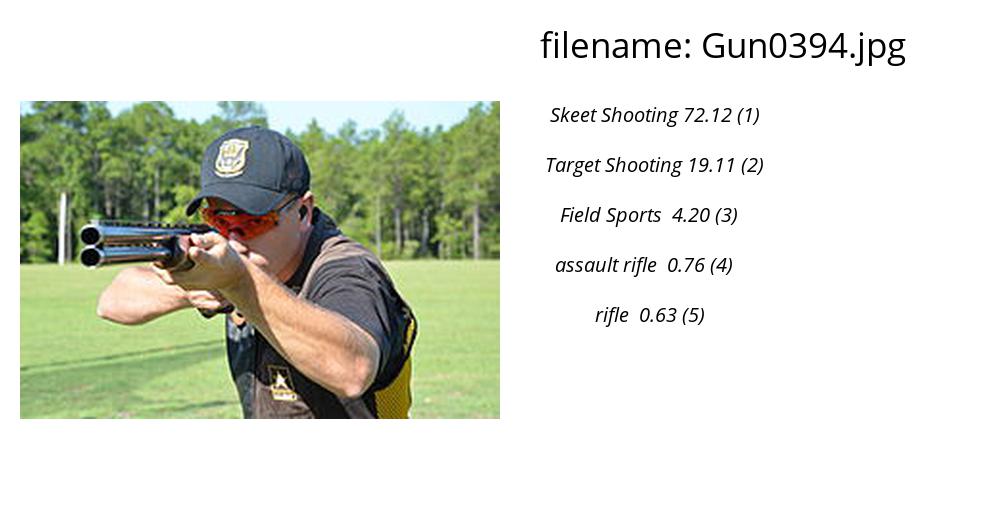 filename: Gun0394.jpg
Skeet Shooting 72.12 (1)
Target Shooting 19.11 (2)
Field Sports 4.20 (3)
assault rifle 0.76 (4)
rifle 0.63 (5)